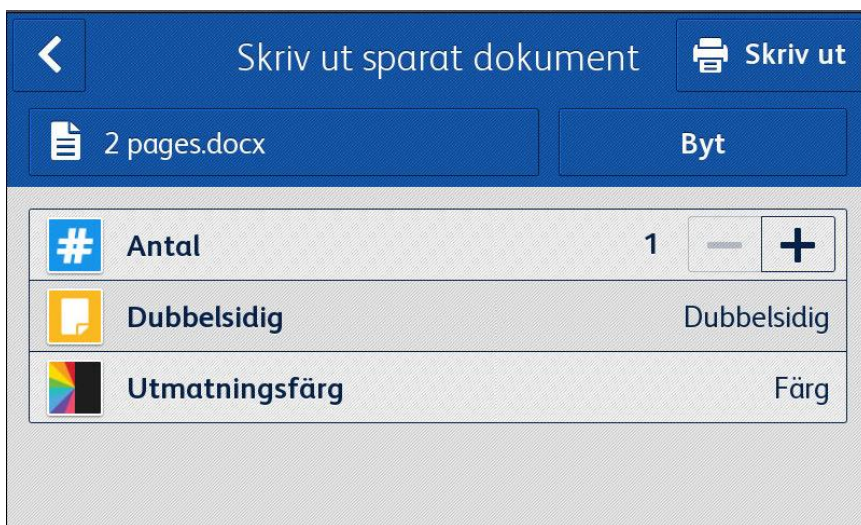 Skriv ut sparat dokument
Skriv ut
2 pages.docx
Byt
# Antal 1 − +
Dubbelsidig Dubbelsidig
Utmatningsfärg Färg